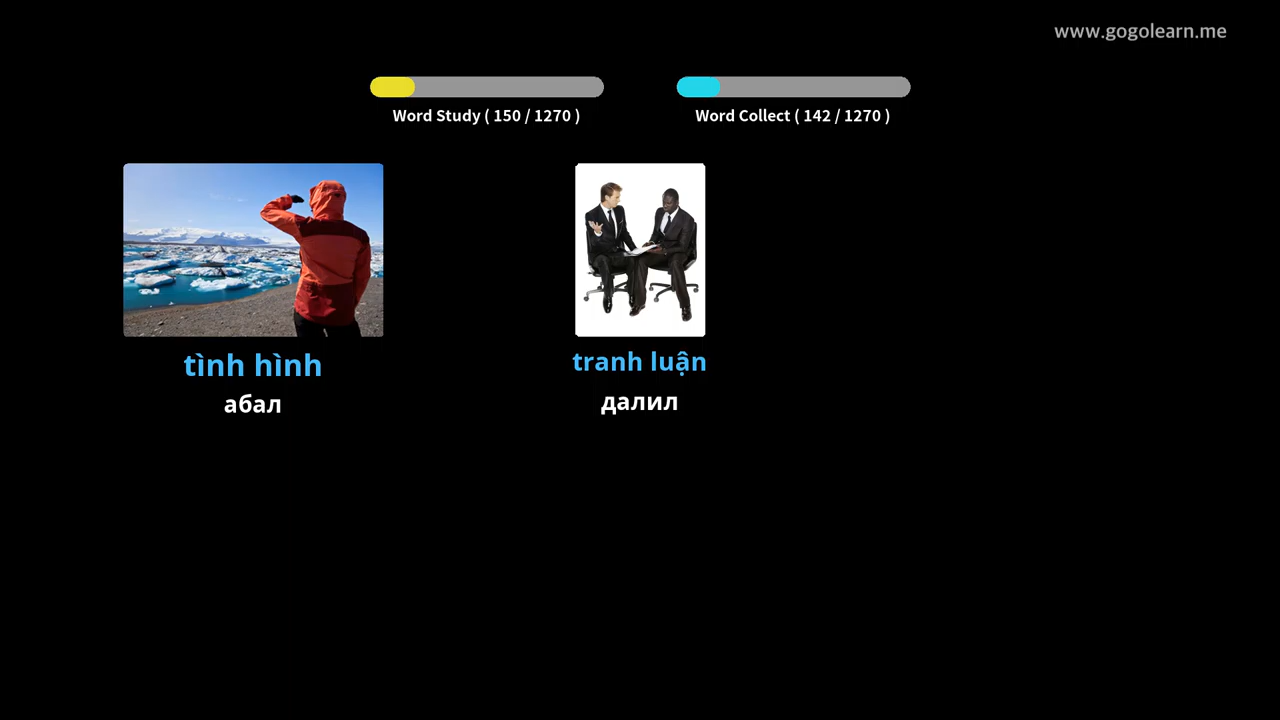 www.gogolearn.me
Word Study ( 150 / 1270 )
Word Collect ( 142 / 1270 )
tình hình
абал
tranh luận
далил